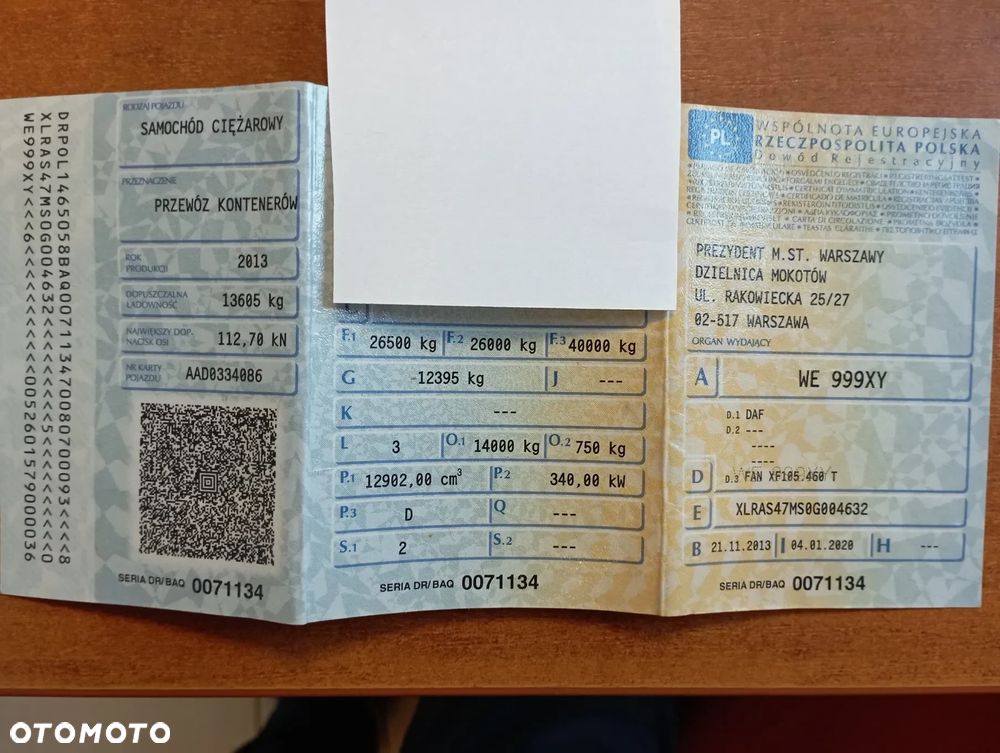 DRPOL1465058BAQ00711347008070009З<<<8
XLRAS47MS0G004632<<<<<<<<<<<5<<<<<<0
WE999XY<<6<<<<<<<<<<<<<0052601579000036
RODZAJ POJAZDU
SAMOCHÓD CIĘŻAROWY
PRZEZNACZENIE
PRZEWÓZ KONTENERÓW
ROK PRODUKCJI 2013
DOPUSZCZALNA ŁADOWNOŚĆ 13605 kg
NAJWIĘKSZY DOP. NACISK OSI 112,70 kN
NR KARTY POJAZDU AAD0334086
SERIA DR/BAQ 0071134
F.1 26500 kg F.2 26000 kg F.3 40000 kg
G 12395 kg J ---
K ---
L 3 O.1 14000 kg O.2 750 kg
P.1 12902,00 cm³ P.2 340,00 kW
P.3 D Q ---
S.1 2 S.2 ---
SERIA DR/BAQ 0071134
PL
WSPÓLNOTA EUROPEJSKA
RZECZPOSPOLITA POLSKA
Dowód Rejestracyjny
PREZYDENT M.ST. WARSZAWY
DZIELNICA MOKOTÓW
UL. RAKOWIECKA 25/27
02-517 WARSZAWA
ORGAN WYDAJĄCY
A WE 999XY
D.1 DAF
D.2 ---
----
----
D D.3 FAN XF105.460 T
E XLRAS47MS0G004632
B 21.11.2013 I 04.01.2020 H ---
SERIA DR/BAQ 0071134
OTOMOTO